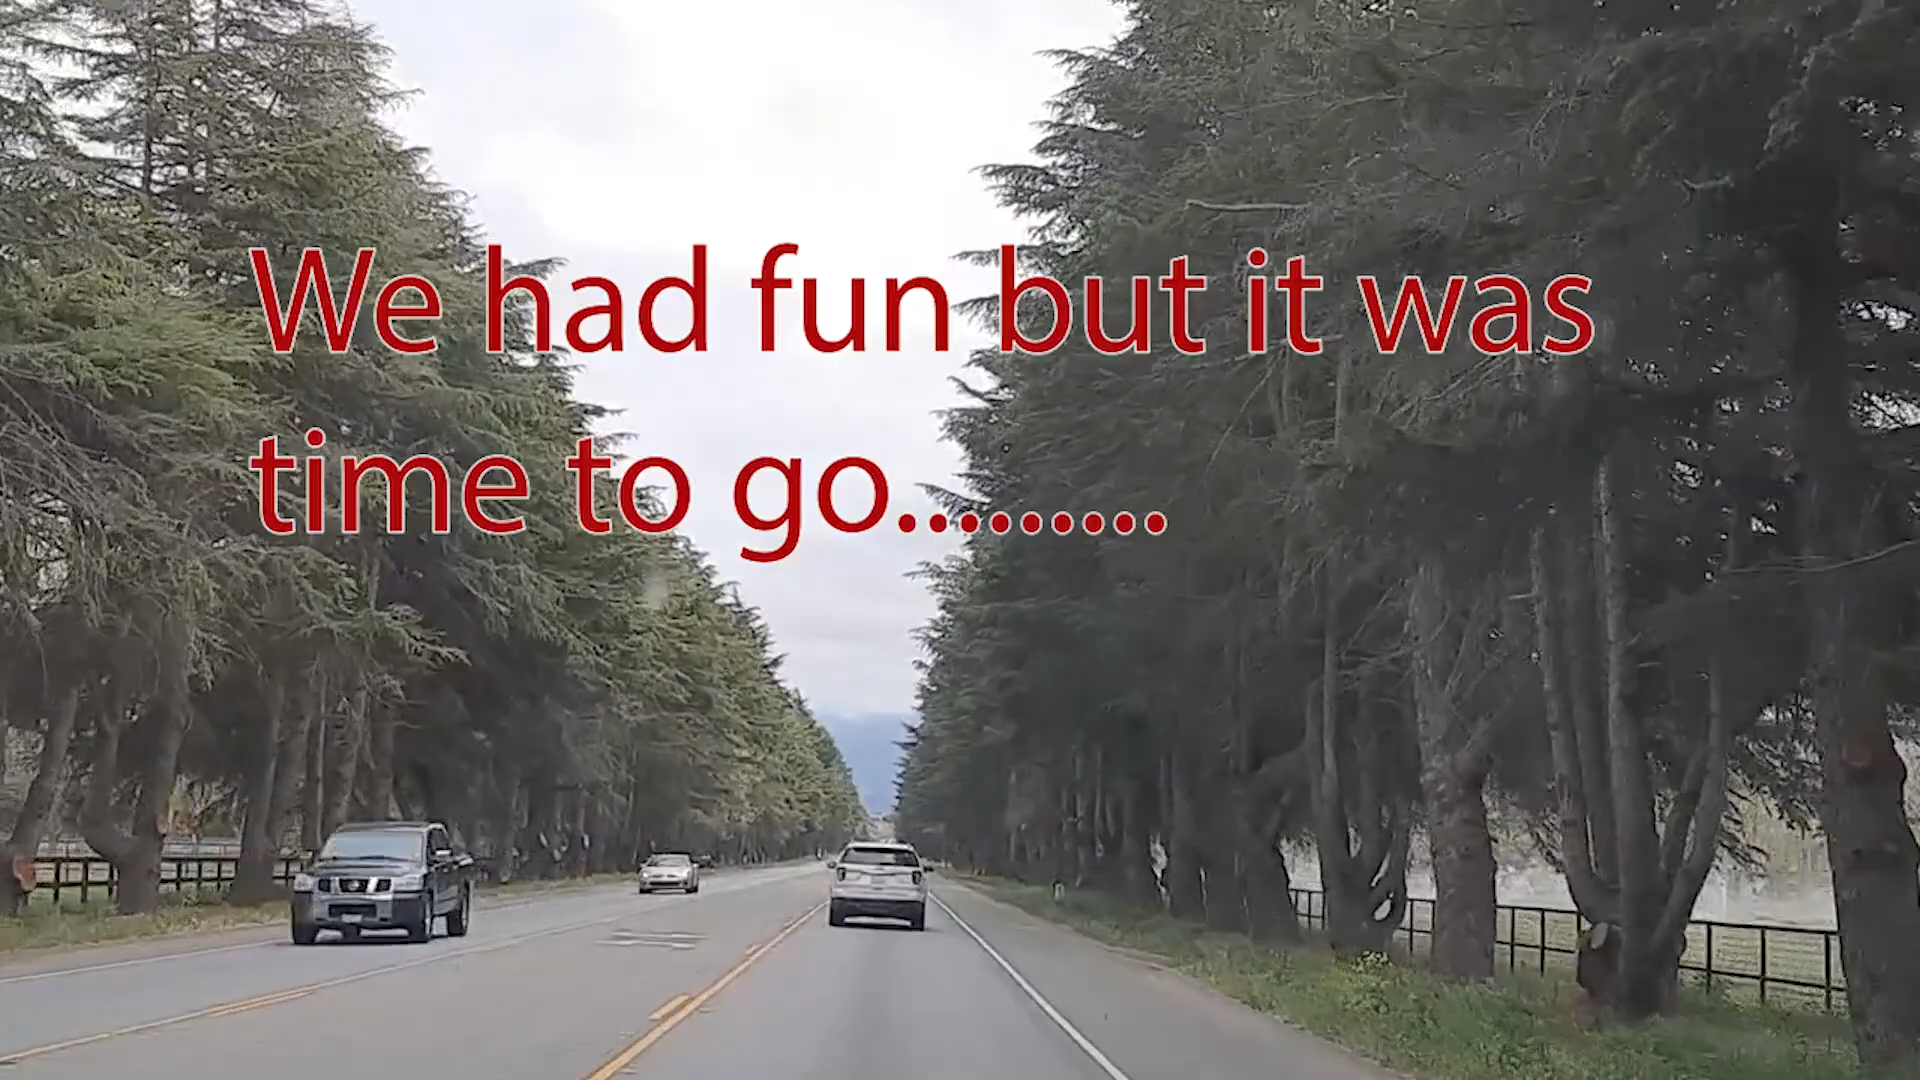 We had fun but it was
time to go.........